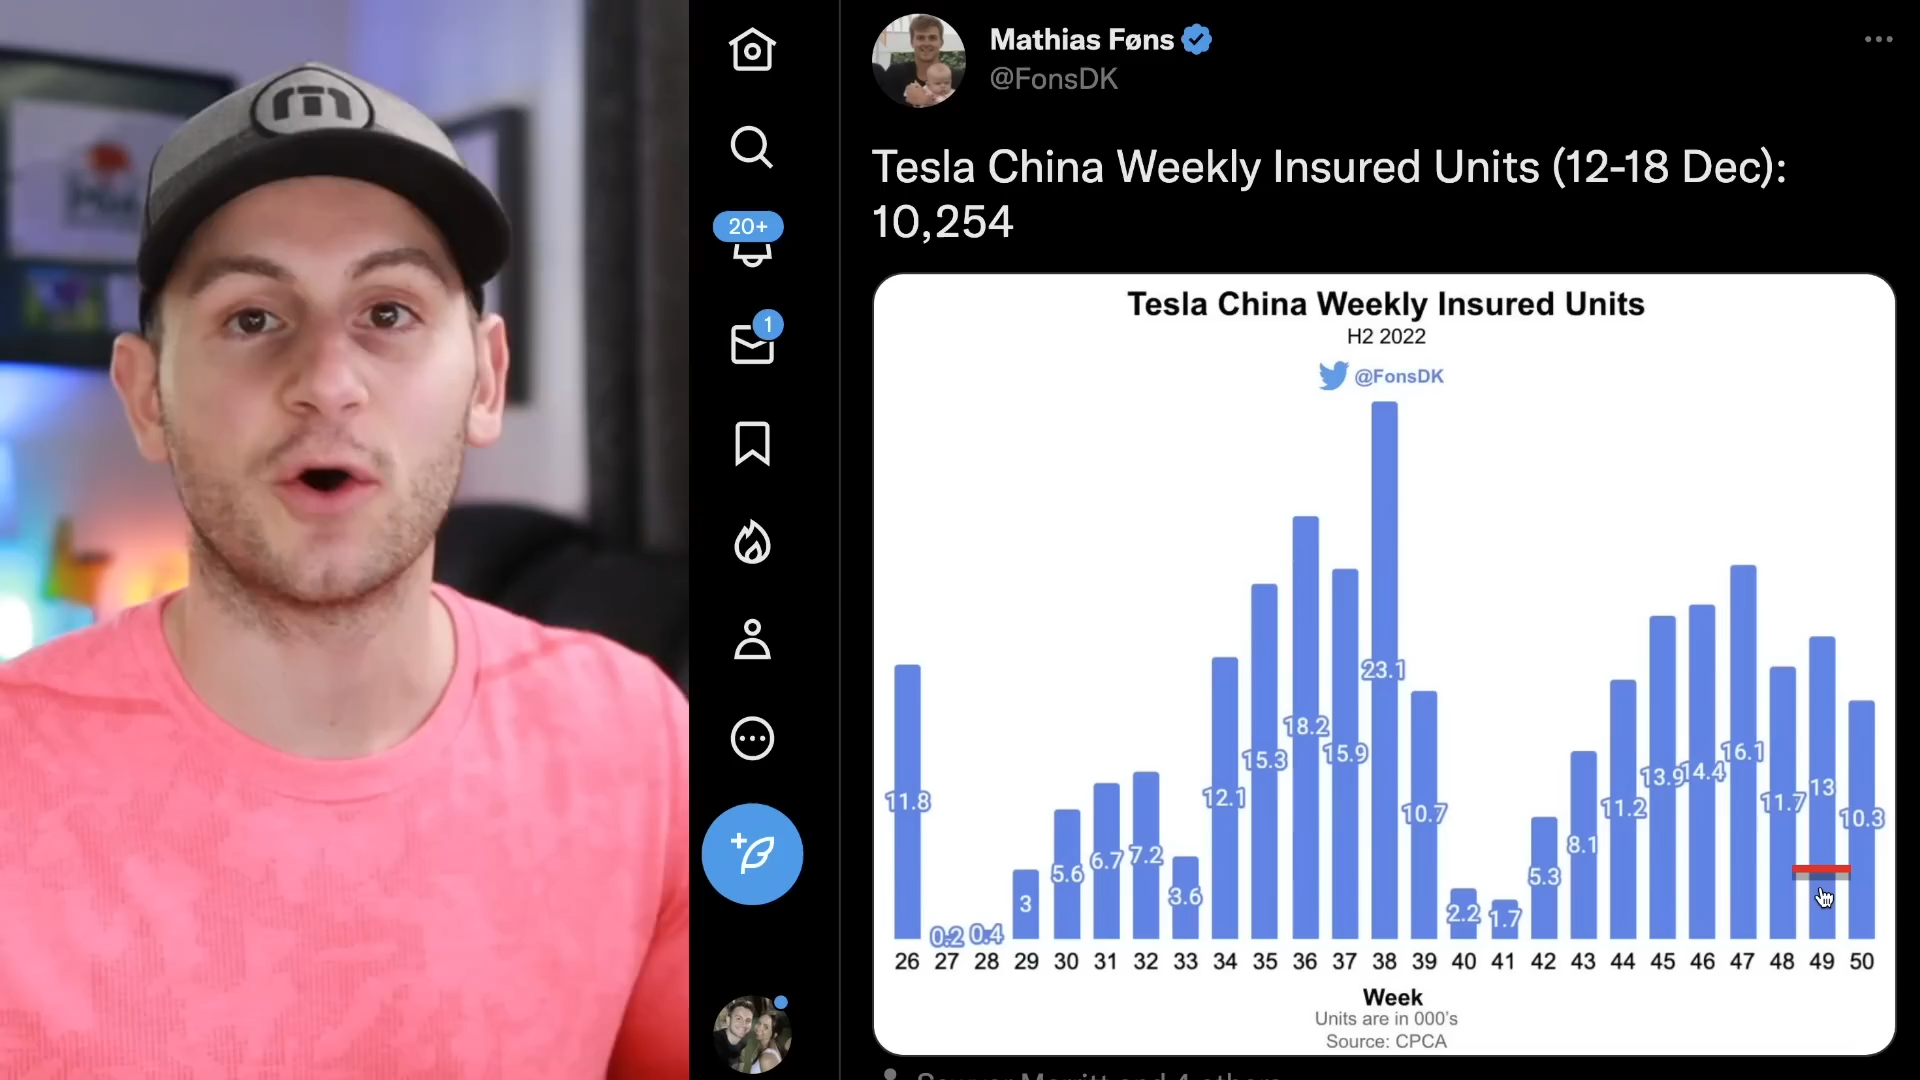 20+
1
Mathias Føns
@FonsDK
Tesla China Weekly Insured Units (12-18 Dec):
10,254
Tesla China Weekly Insured Units
H2 2022
@FonsDK
11.8 0.2 0.4 3 5.6 6.7 7.2 3.6 12.1 15.3 18.2 15.9 23.1 10.7 2.2 1.7 5.3 8.1 11.2 13.9 14.4 16.1 11.7 13 10.3
26 27 28 29 30 31 32 33 34 35 36 37 38 39 40 41 42 43 44 45 46 47 48 49 50
Week
Units are in 000's
Source: CPCA